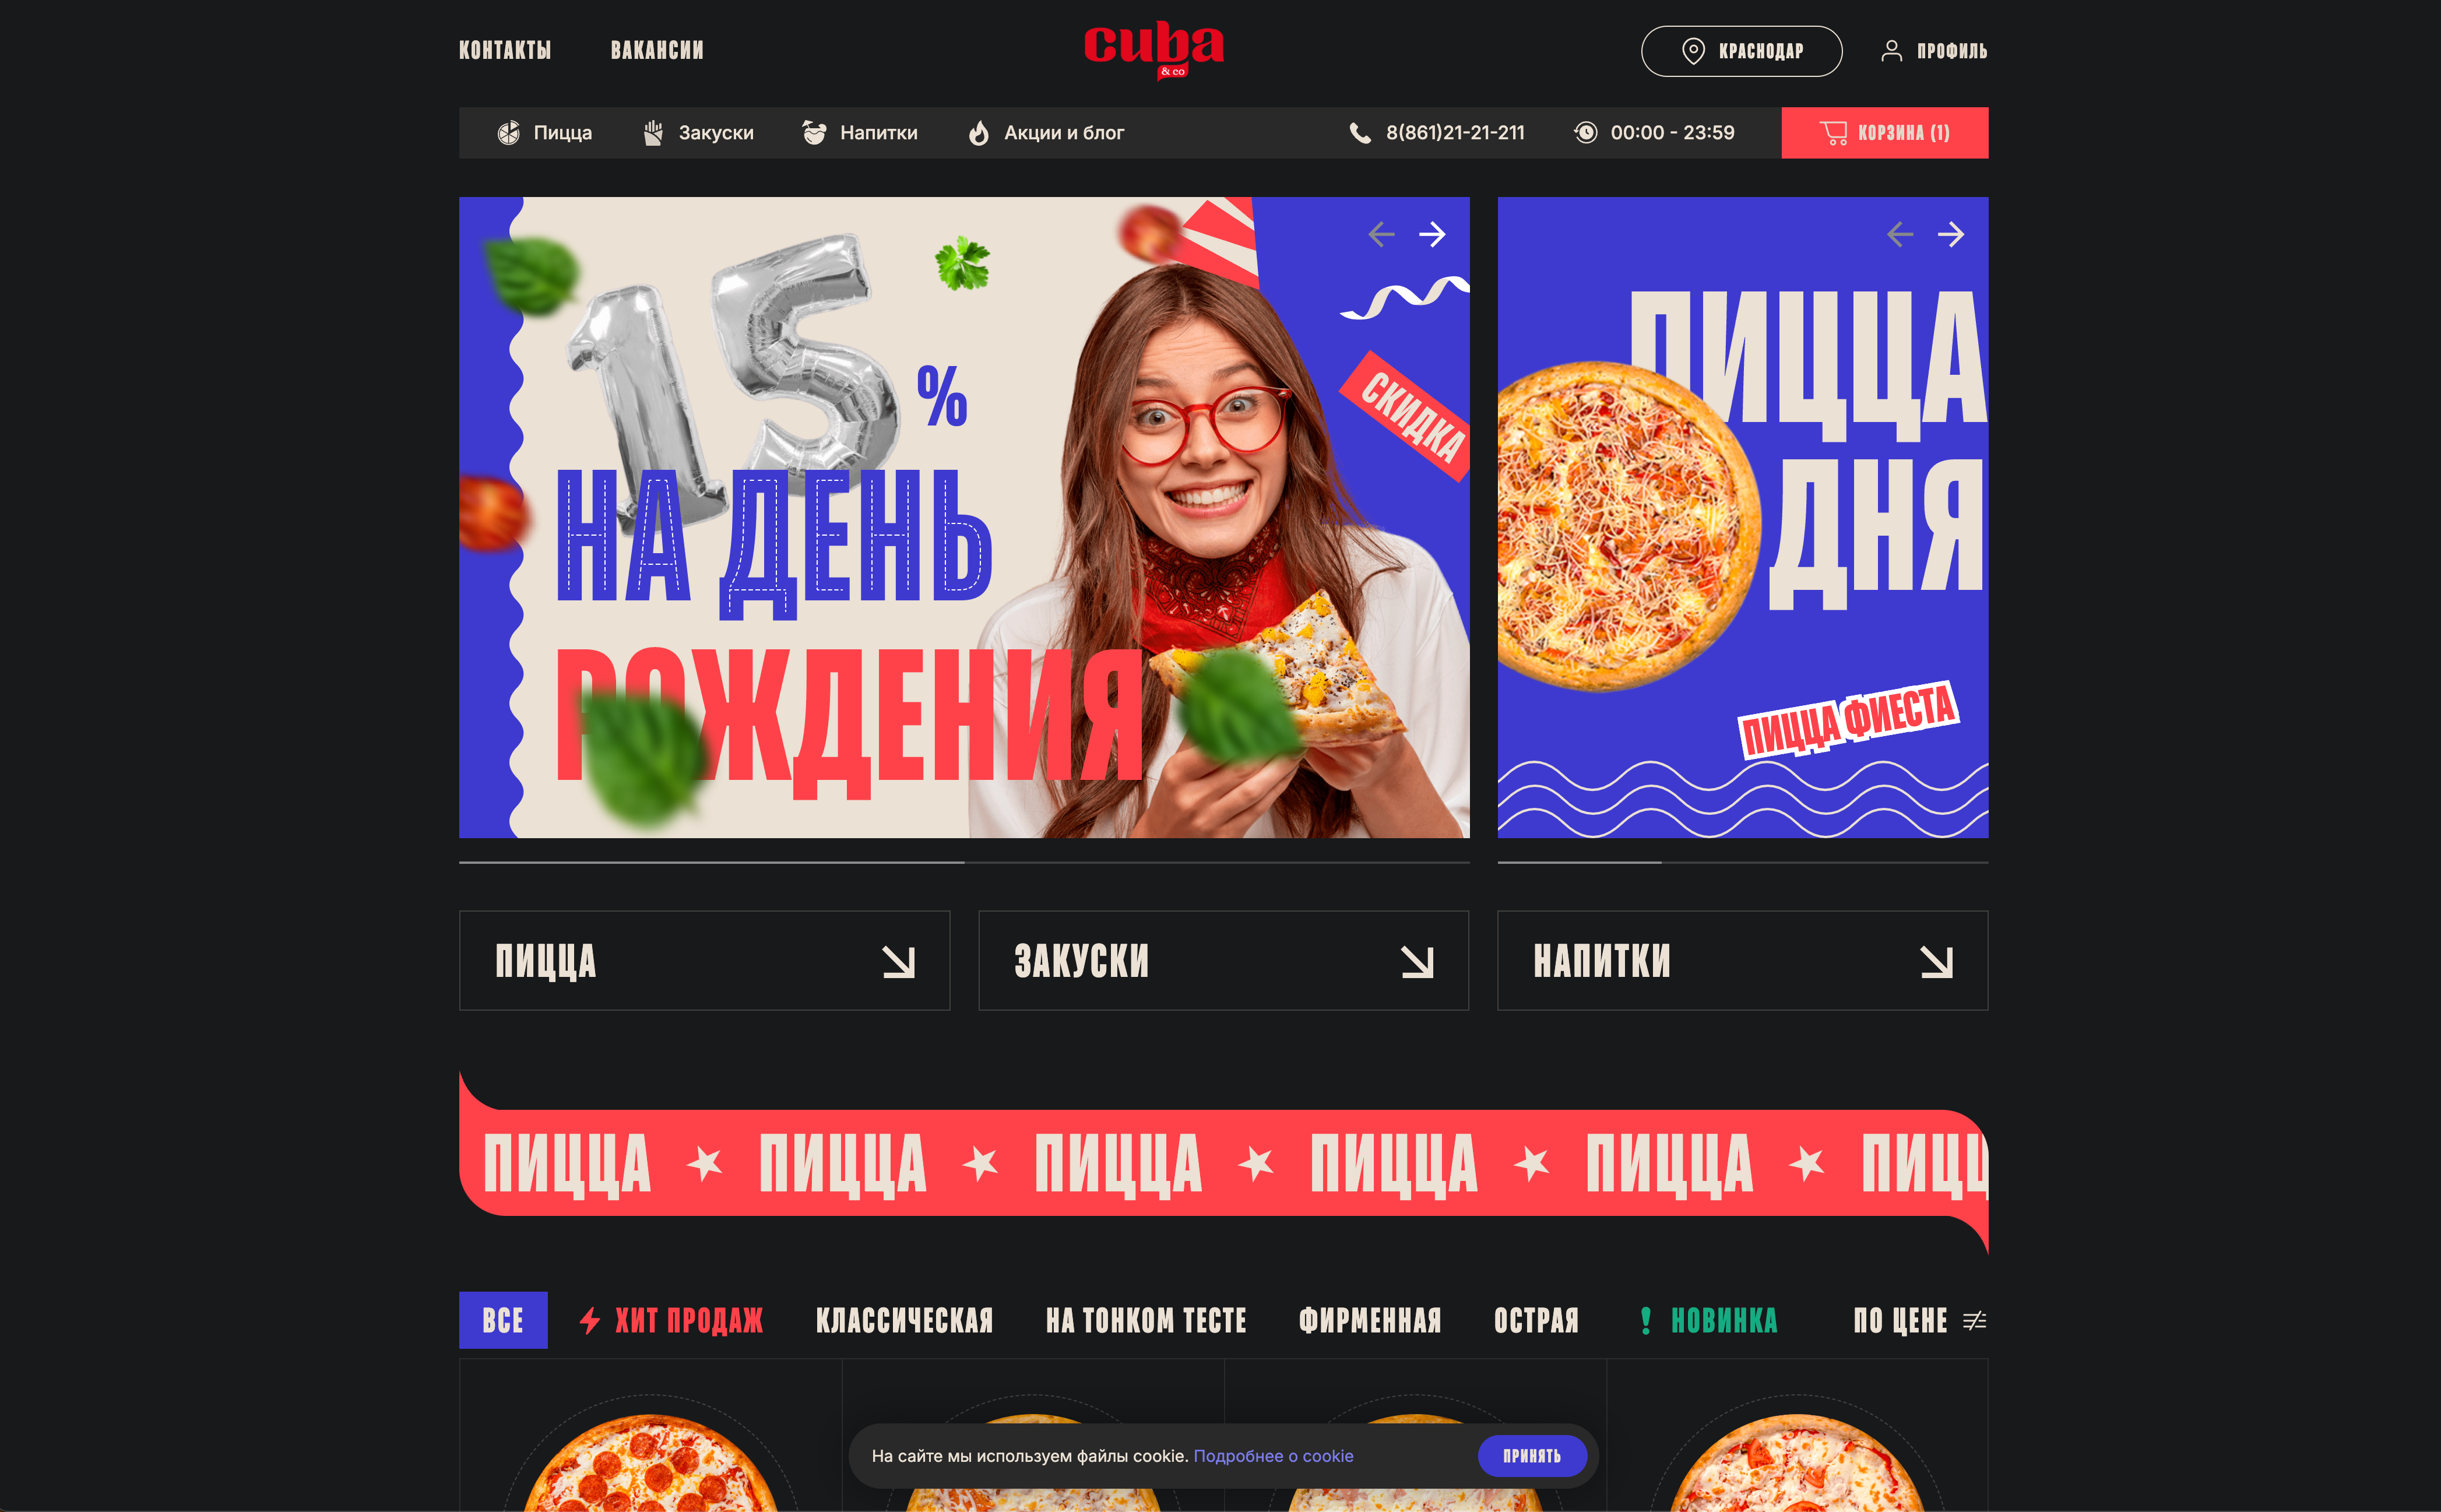 КОНТАКТЫ ВАКАНСИИ
cuba
& co
КРАСНОДАР ПРОФИЛЬ
Пицца Закуски Напитки Акции и блог 8(861)21-21-211 00:00 - 23:59 КОРЗИНА (1)
15 %
НА ДЕНЬ
РОЖДЕНИЯ
СКИДКА
ПИЦЦА
ДНЯ
ПИЦЦА ФИЕСТА
ПИЦЦА ЗАКУСКИ НАПИТКИ
ПИЦЦА ПИЦЦА ПИЦЦА ПИЦЦА ПИЦЦА ПИЦЦ
ВСЕ ХИТ ПРОДАЖ КЛАССИЧЕСКАЯ НА ТОНКОМ ТЕСТЕ ФИРМЕННАЯ ОСТРАЯ НОВИНКА ПО ЦЕНЕ
На сайте мы используем файлы cookie. Подробнее о cookie ПРИНЯТЬ